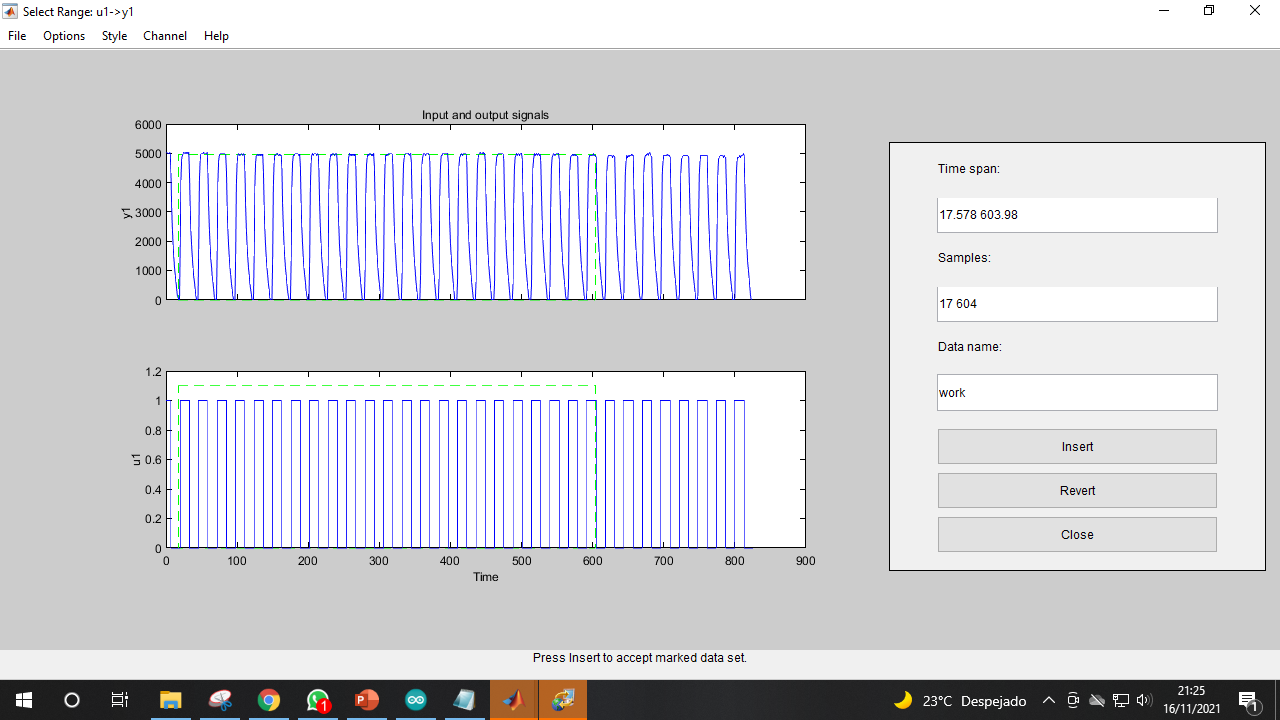 Select Range: u1->y1
File Options Style Channel Help
Input and output signals
6000
5000
4000
3000
2000
1000
0
y1
1.2
1
0.8
0.6
0.4
0.2
0
u1
0 100 200 300 400 500 600 700 800 900
Time
Time span:
17.578 603.98
Samples:
17 604
Data name:
work
Insert
Revert
Close
Press Insert to accept marked data set.
1
P
23°C Despejado
21:25
16/11/2021
1